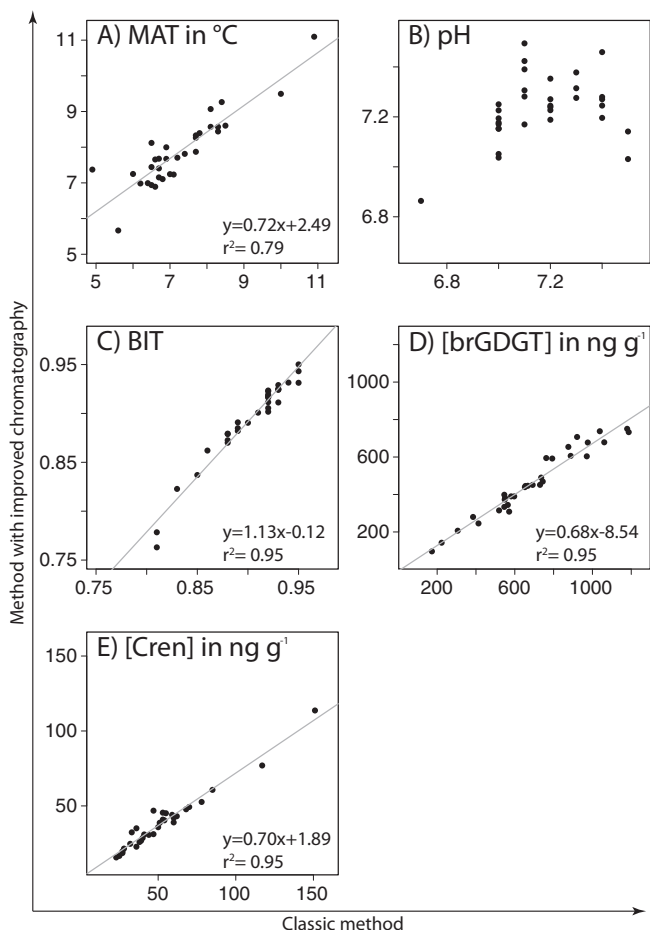 A) MAT in °C
11
9
7
5
y=0.72x+2.49
r²= 0.79
5 7 9 11
B) pH
7.2
6.8
6.8 7.2
C) BIT
0.95
0.85
0.75
y=1.13x-0.12
r²= 0.95
0.75 0.85 0.95
D) [brGDGT] in ng g⁻¹
1000
600
200
y=0.68x-8.54
r²= 0.95
200 600 1000
E) [Cren] in ng g⁻¹
150
100
50
y=0.70x+1.89
r²= 0.95
50 100 150
Method with improved chromatography
Classic method